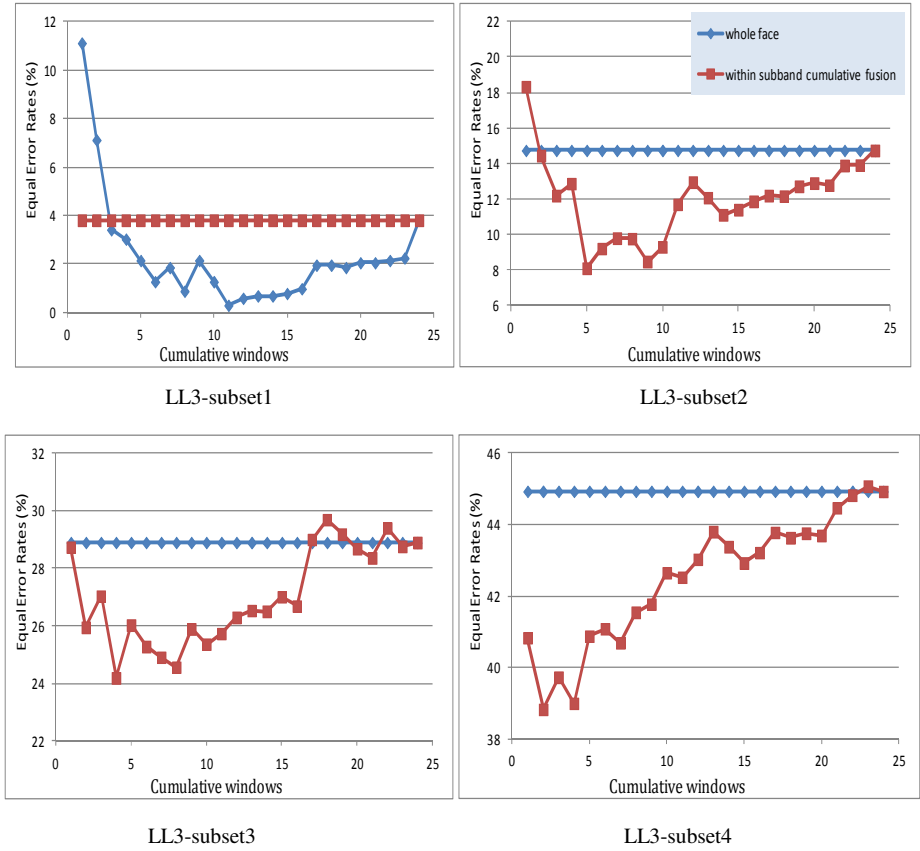 12
10
8
6
4
2
0
Equal Error Rates (%)
0 5 10 15 20 25
Cumulative windows
LL3-subset1
22
20
18
16
14
12
10
8
6
Equal Error Rates (%)
whole face
within subband cumulative fusion
0 5 10 15 20 25
Cumulative windows
LL3-subset2
32
30
28
26
24
22
Equal Error Rates (%)
0 5 10 15 20 25
Cumulative windows
LL3-subset3
46
44
42
40
38
Equal Error Rates (%)
0 5 10 15 20 25
Cumulative windows
LL3-subset4